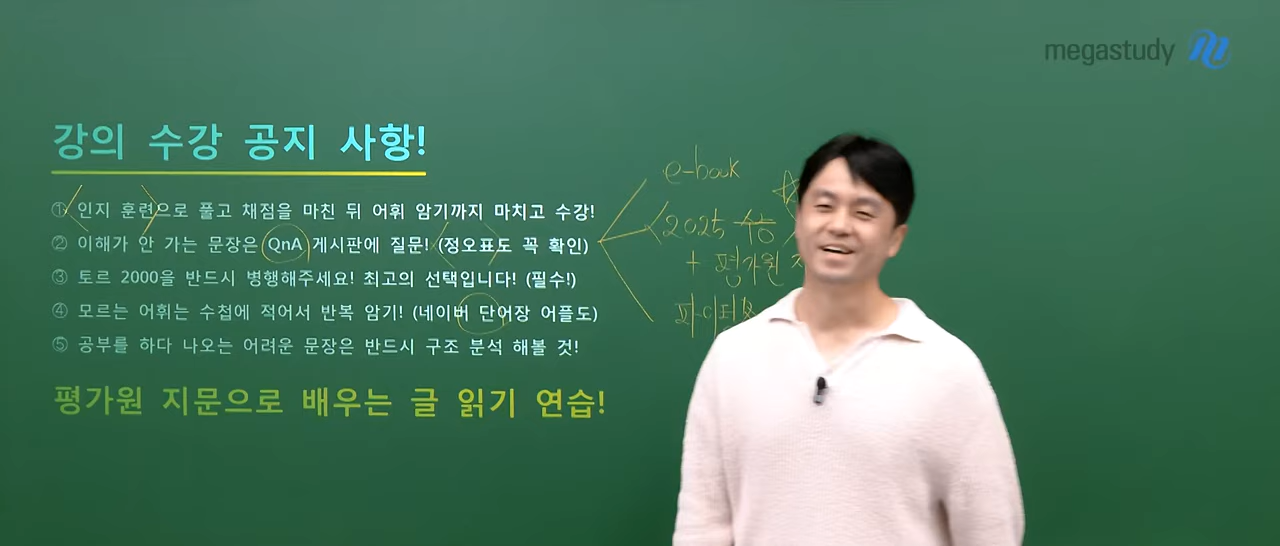 megastudy
강의 수강 공지 사항!
① 인지 훈련으로 풀고 채점을 마친 뒤 어휘 암기까지 마치고 수강!
② 이해가 안 가는 문장은 QnA 게시판에 질문! (정오표도 꼭 확인)
③ 토르 2000을 반드시 병행해주세요! 최고의 선택입니다! (필수!)
④ 모르는 어휘는 수첩에 적어서 반복 암기! (네이버 단어장 어플도)
⑤ 공부를 하다 나오는 어려운 문장은 반드시 구조 분석 해볼 것!
평가원 지문으로 배우는 글 읽기 연습!
e-book
2025 수능
+ 평가원